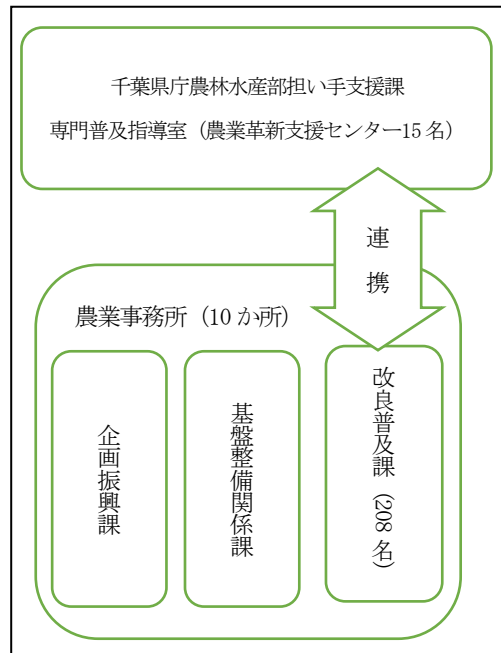 千葉県庁農林水産部担い手支援課
専門普及指導室（農業革新支援センター15名）
連
携
農業事務所（10か所）
企画振興課
基盤整備関係課
改良普及課（208名）